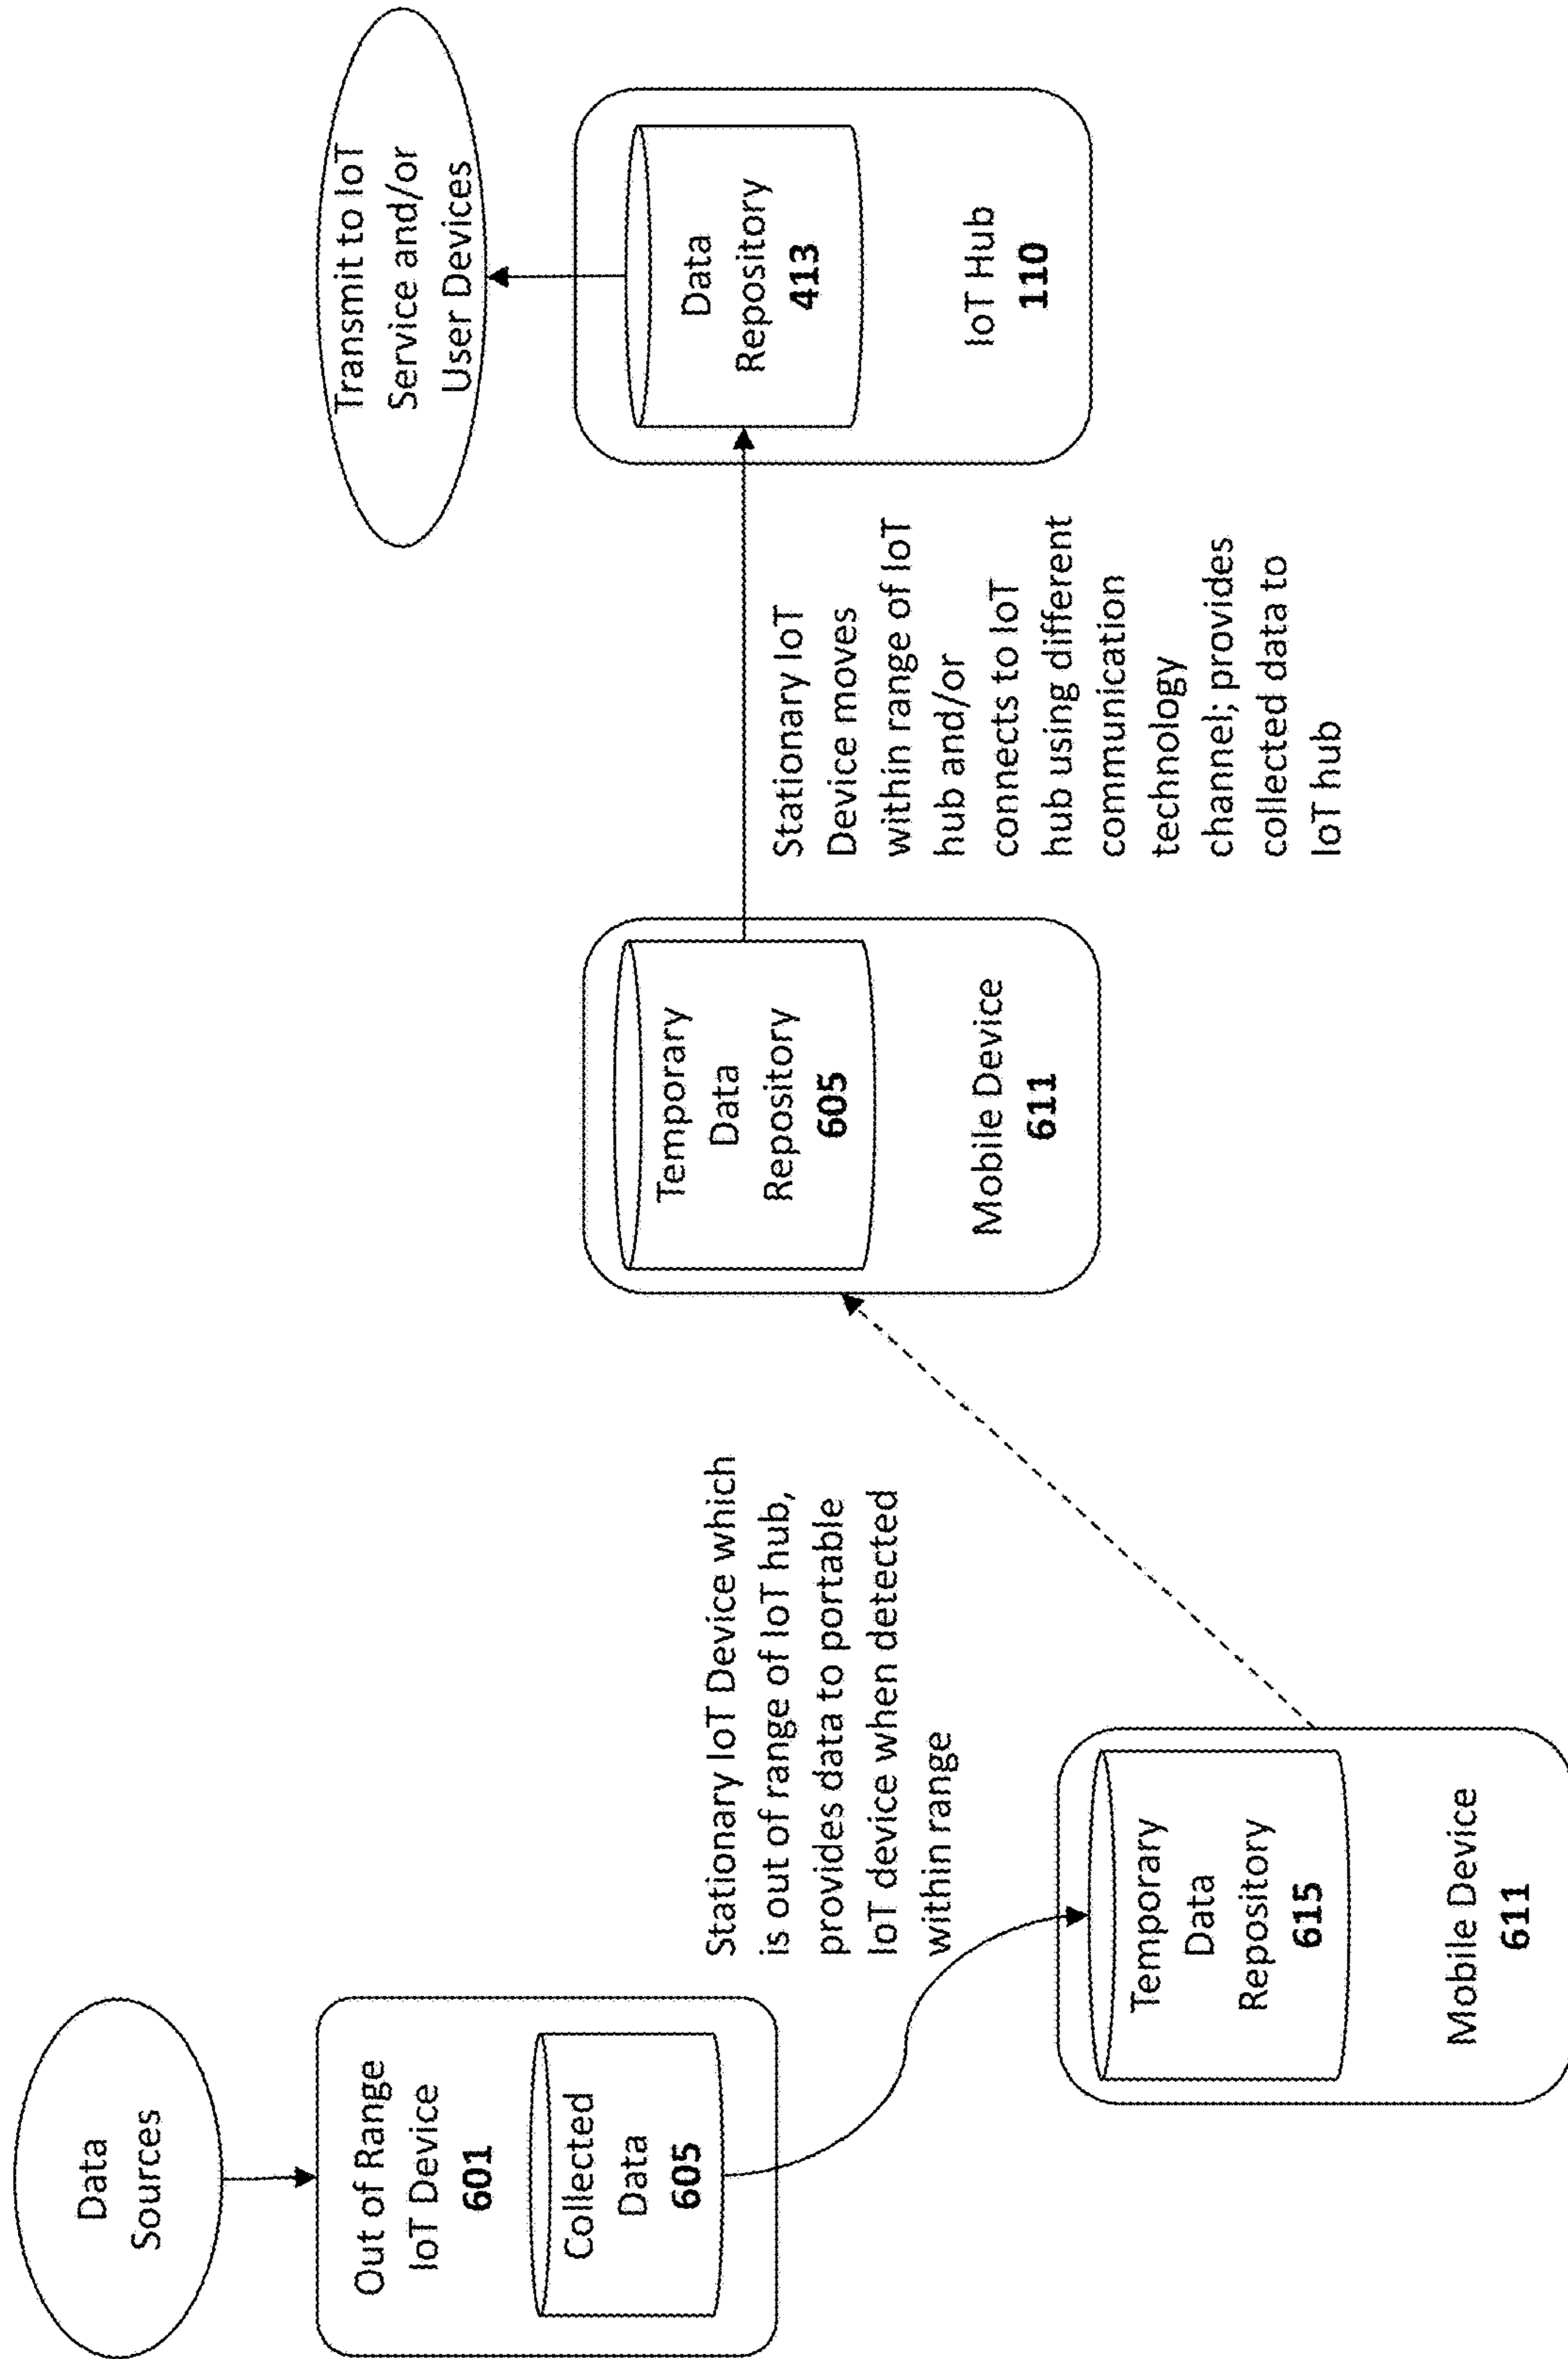 Data
Sources
Out of Range
IoT Device
601
Collected
Data
605
Stationary IoT Device which
is out of range of IoT hub,
provides data to portable
IoT device when detected
within range
Temporary
Data
Repository
615
Mobile Device
611
Temporary
Data
Repository
605
Mobile Device
611
Stationary IoT
Device moves
within range of IoT
hub and/or
connects to IoT
hub using different
communication
technology
channel; provides
collected data to
IoT hub
Transmit to IoT
Service and/or
User Devices
Data
Repository
413
IoT Hub
110